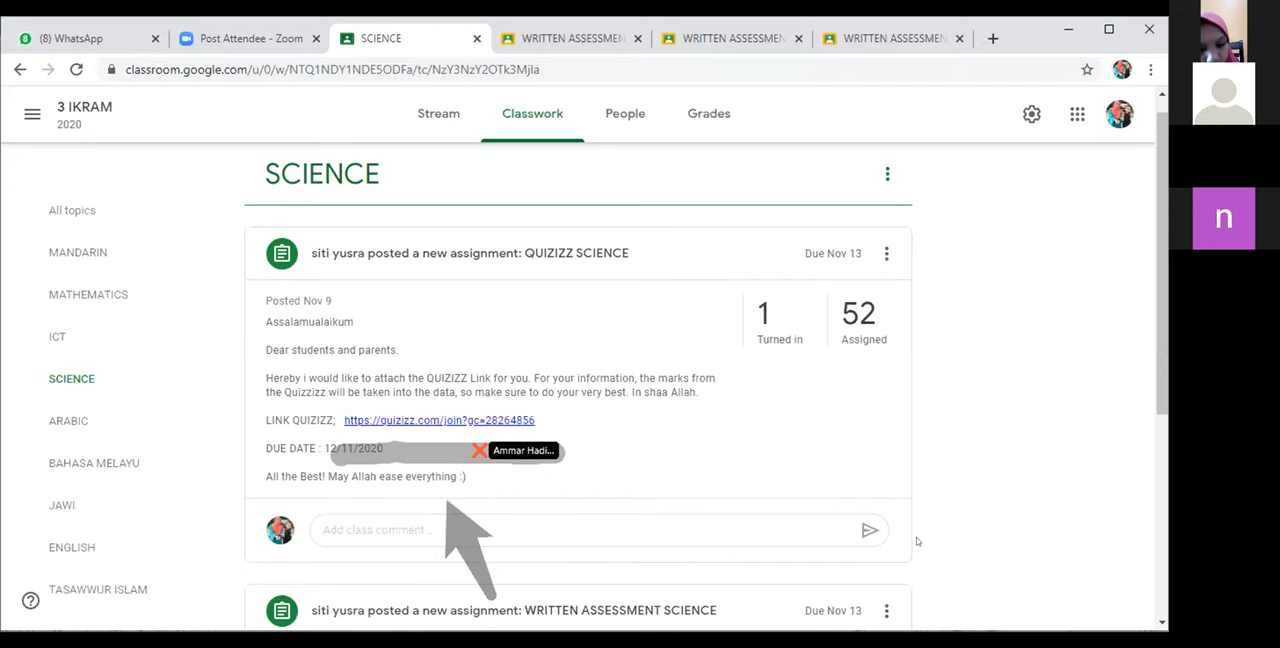 (8) WhatsApp
Post Attendee - Zoom
SCIENCE
WRITTEN ASSESSMEN
WRITTEN ASSESSMEN
WRITTEN ASSESSMEN
classroom.google.com/u/0/w/NTQ1NDY1NDE5ODFa/tc/NzY3NzY2OTk3Mjla
3 IKRAM
2020
Stream
Classwork
People
Grades
n
SCIENCE
All topics
MANDARIN
MATHEMATICS
ICT
SCIENCE
ARABIC
BAHASA MELAYU
JAWI
ENGLISH
TASAWWUR ISLAM
siti yusra posted a new assignment: QUIZIZZ SCIENCE
Due Nov 13
Posted Nov 9
Assalamualaikum
Dear students and parents.
Hereby i would like to attach the QUIZIZZ Link for you. For your information, the marks from
the Quizzizz will be taken into the data, so make sure to do your very best. In shaa Allah.
LINK QUIZIZZ; https://quizizz.com/join?gc=28264856
DUE DATE : 12/11/2020
Ammar Hadi...
All the Best! May Allah ease everything :)
1
Turned in
52
Assigned
Add class comment...
siti yusra posted a new assignment: WRITTEN ASSESSMENT SCIENCE
Due Nov 13